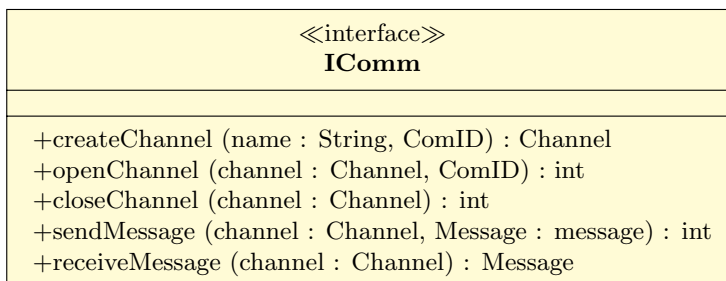 ≪interface≫
IComm
+createChannel (name : String, ComID) : Channel
+openChannel (channel : Channel, ComID) : int
+closeChannel (channel : Channel) : int
+sendMessage (channel : Channel, Message : message) : int
+receiveMessage (channel : Channel) : Message